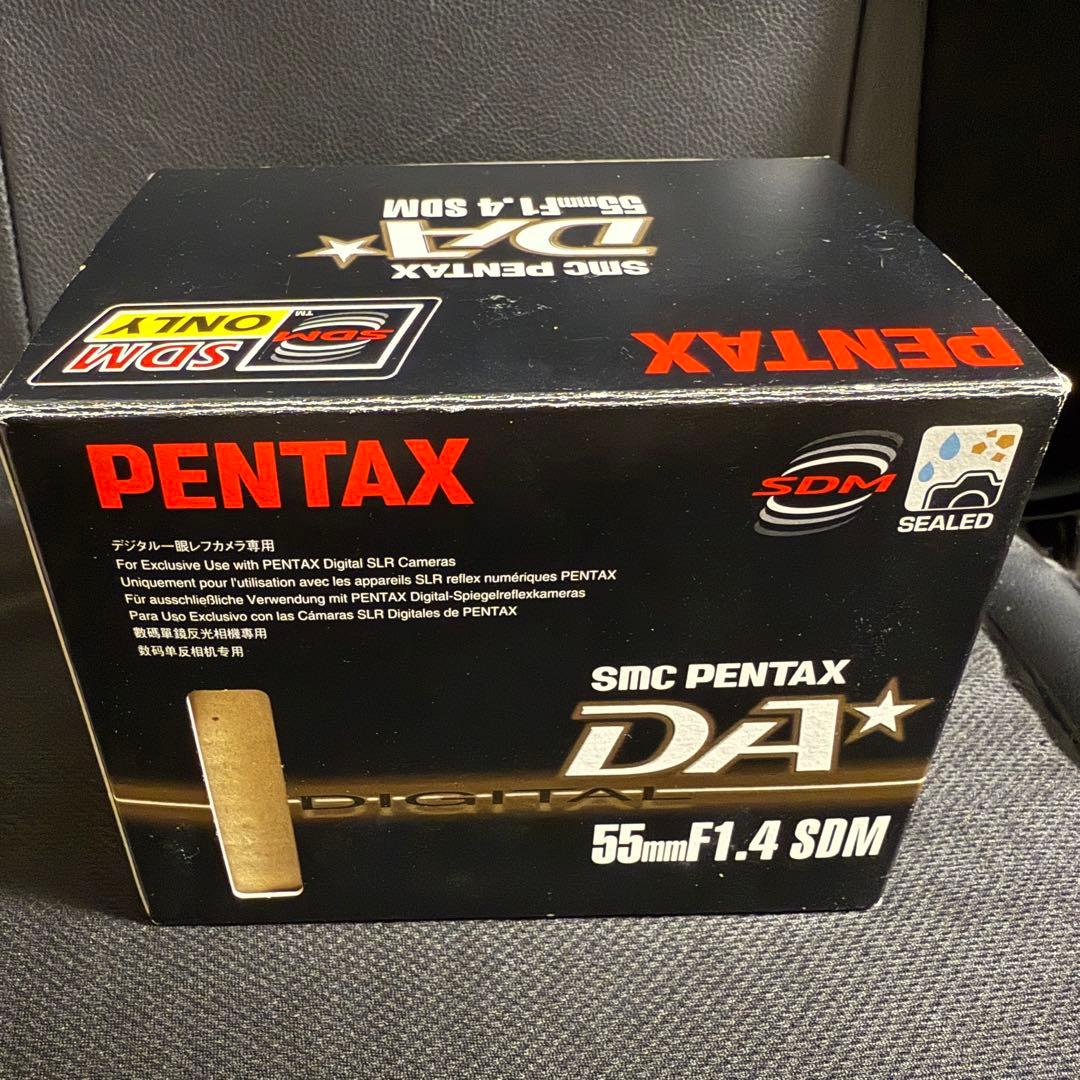 smc PENTAX
DA★
55mmF1.4 SDM
PENTAX
SDM™
SDM
ONLY
PENTAX
SDM
SEALED
デジタル一眼レフカメラ専用
For Exclusive Use with PENTAX Digital SLR Cameras
Uniquement pour l'utilisation avec les appareils SLR reflex numériques PENTAX
Für ausschließliche Verwendung mit PENTAX Digital-Spiegelreflexkameras
Para Uso Exclusivo con las Cámaras SLR Digitales de PENTAX
數碼單鏡反光相機專用
数码单反相机专用
smc PENTAX
DA★
DIGITAL
55mmF1.4 SDM